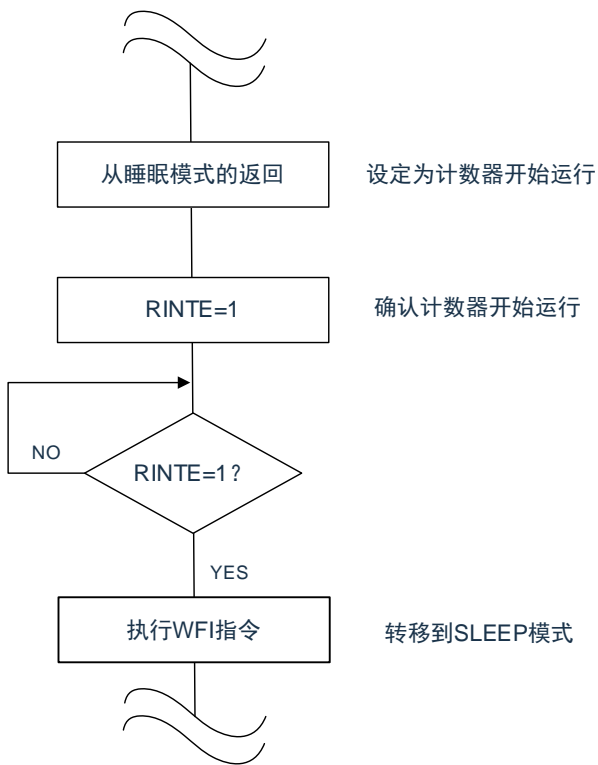 从睡眠模式的返回
设定为计数器开始运行
RINTE=1
确认计数器开始运行
NO
RINTE=1?
YES
执行WFI指令
转移到SLEEP模式